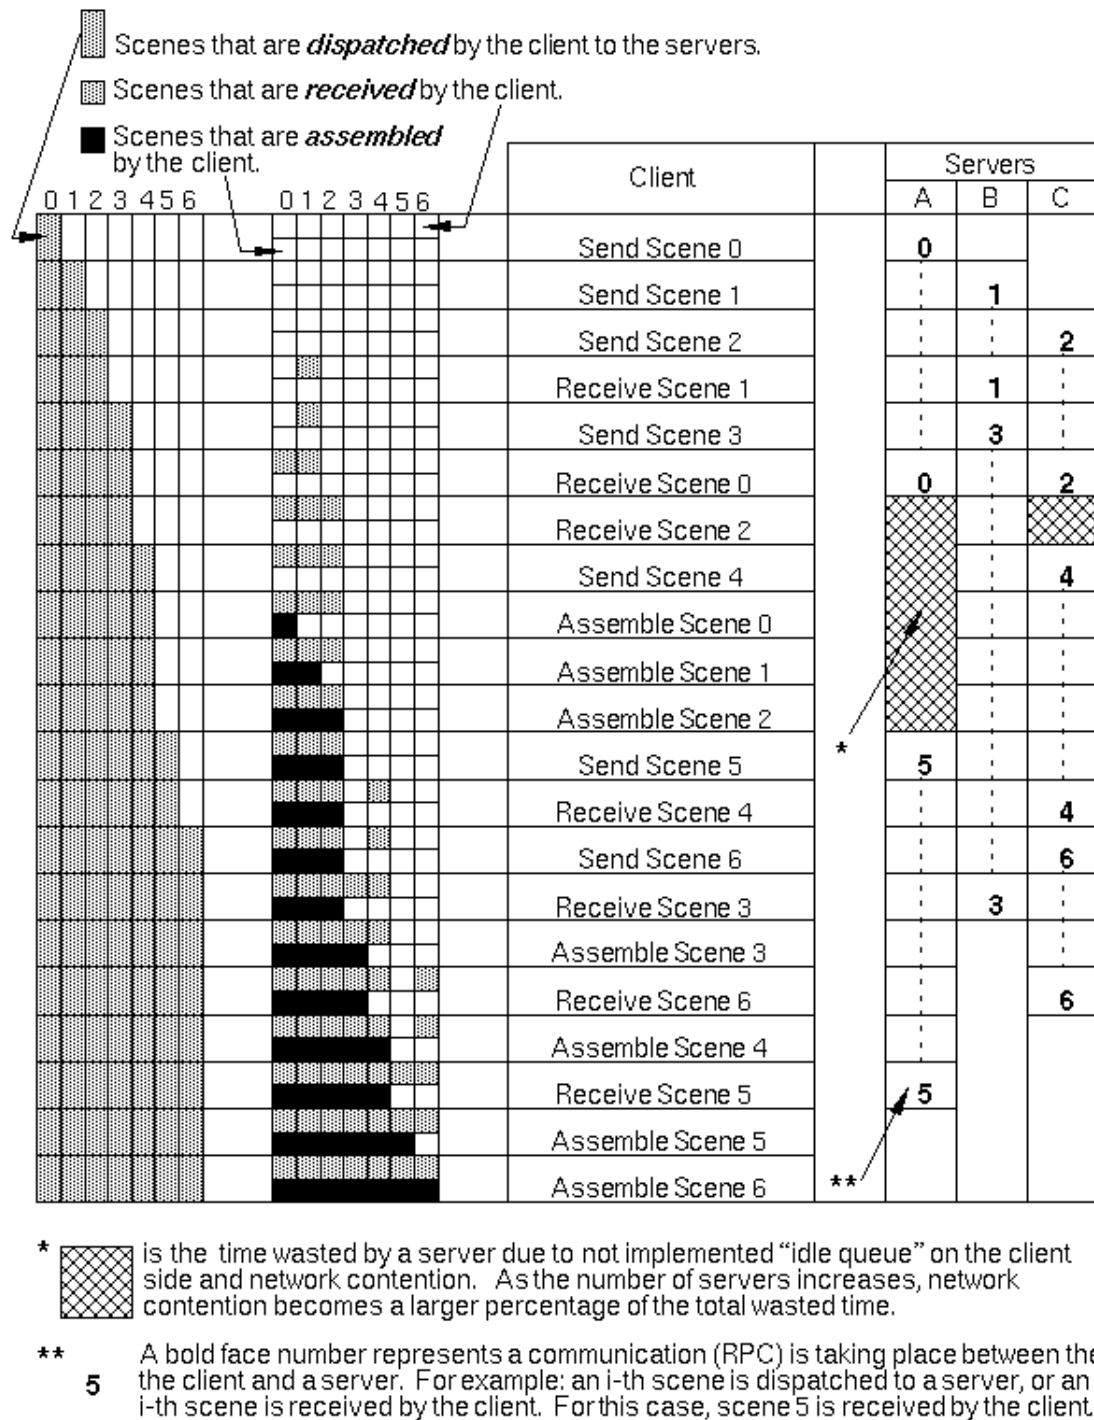 Scenes that are dispatched by the client to the servers.
Scenes that are received by the client.
Scenes that are assembled
by the client.
Client
Servers
A B C
0 1 2 3 4 5 6
0 1 2 3 4 5 6
Send Scene 0 0
Send Scene 1 1
Send Scene 2 2
Receive Scene 1 1
Send Scene 3 3
Receive Scene 0 0 2
Receive Scene 2
Send Scene 4 4
Assemble Scene 0
Assemble Scene 1
Assemble Scene 2
*
Send Scene 5 5
Receive Scene 4 4
Send Scene 6 6
Receive Scene 3 3
Assemble Scene 3
Receive Scene 6 6
Assemble Scene 4
Receive Scene 5 5
Assemble Scene 5
Assemble Scene 6 **
* is the time wasted by a server due to not implemented “idle queue” on the client
side and network contention. As the number of servers increases, network
contention becomes a larger percentage of the total wasted time.
** A bold face number represents a communication (RPC) is taking place between the
5 the client and a server. For example: an i-th scene is dispatched to a server, or an
i-th scene is received by the client. For this case, scene 5 is received by the client.